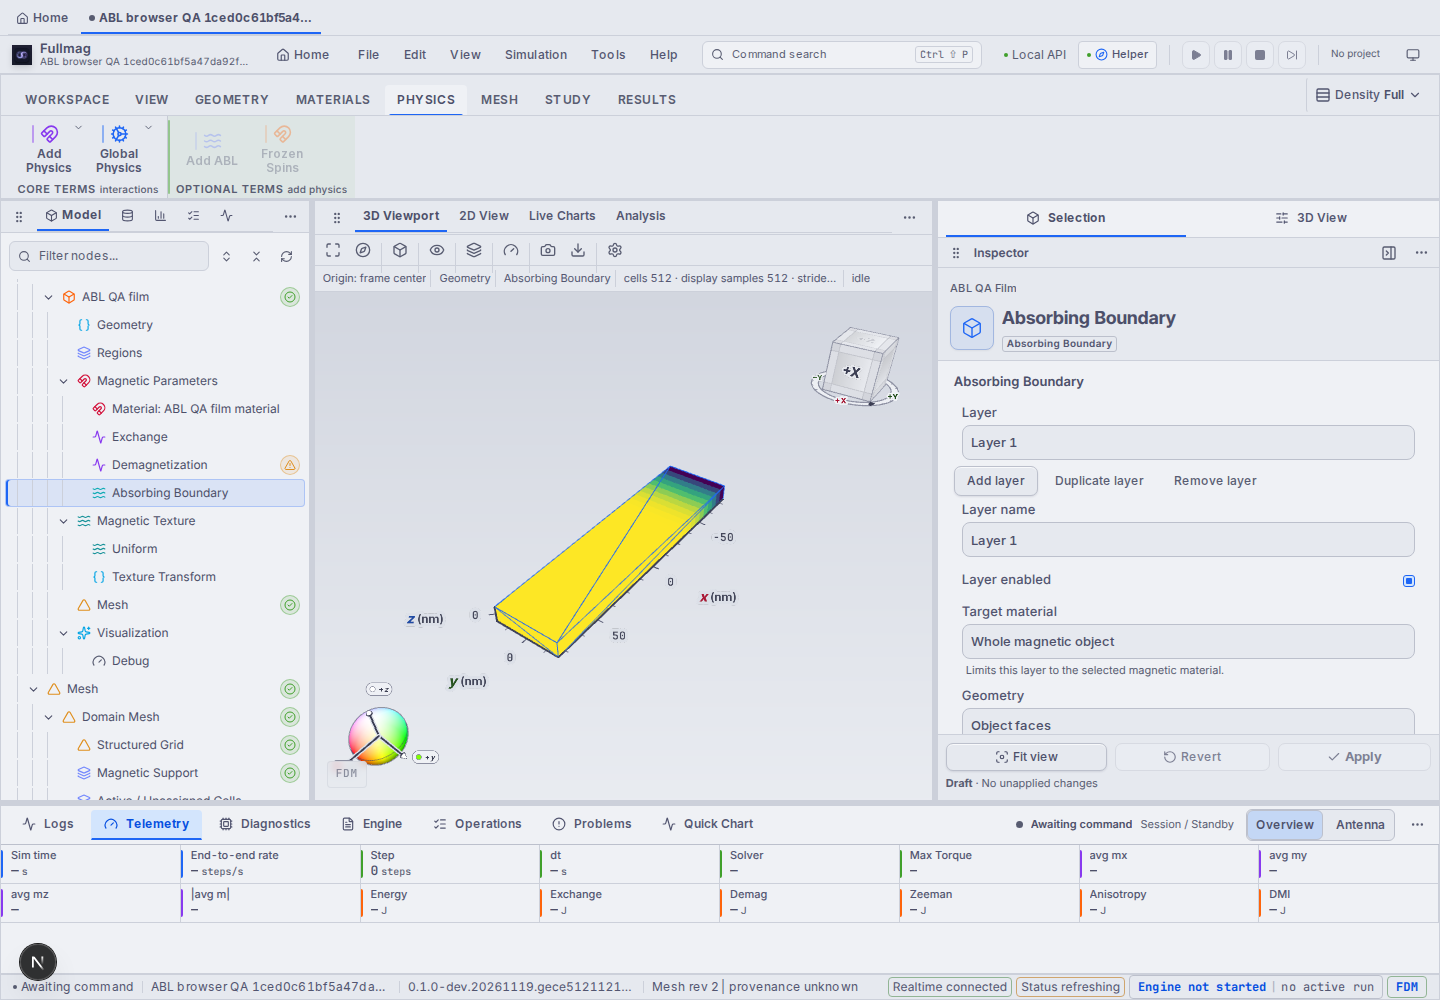 Home
ABL browser QA 1ced0c61bf5a4...
Fullmag
ABL browser QA 1ced0c61bf5a47da92f...
Home File Edit View Simulation Tools Help
Command search Ctrl ⇧ P
Local API
Helper
No project
WORKSPACE VIEW GEOMETRY MATERIALS PHYSICS MESH STUDY RESULTS
Density Full
Add Physics
Global Physics
Add ABL
Frozen Spins
CORE TERMS interactions
OPTIONAL TERMS add physics
Model
Filter nodes...
ABL QA film
Geometry
Regions
Magnetic Parameters
Material: ABL QA film material
Exchange
Demagnetization
Absorbing Boundary
Magnetic Texture
Uniform
Texture Transform
Mesh
Visualization
Debug
Mesh
Domain Mesh
Structured Grid
Magnetic Support
Active / Unassigned Cells
3D Viewport 2D View Live Charts Analysis
Origin: frame center Geometry Absorbing Boundary cells 512 · display samples 512 · stride... idle
+X
-Y
+X
+Y
-50
0
x (nm)
50
z (nm)
0
0
y (nm)
+z
+y
FDM
Selection
3D View
Inspector
ABL QA Film
Absorbing Boundary
Absorbing Boundary
Absorbing Boundary
Layer
Layer 1
Add layer Duplicate layer Remove layer
Layer name
Layer 1
Layer enabled
Target material
Whole magnetic object
Limits this layer to the selected magnetic material.
Geometry
Object faces
Fit view Revert Apply
Draft · No unapplied changes
Logs Telemetry Diagnostics Engine Operations Problems Quick Chart
Awaiting command Session / Standby
Overview Antenna
Sim time
— s
End-to-end rate
— steps/s
Step
0 steps
dt
— s
Solver
—
Max Torque
—
avg mx
—
avg my
—
avg mz
—
|avg m|
—
Energy
— J
Exchange
— J
Demag
— J
Zeeman
— J
Anisotropy
— J
DMI
— J
N
Awaiting command ABL browser QA 1ced0c61bf5a47da... 0.1.0-dev.20261119.gece5121121... Mesh rev 2 | provenance unknown
Realtime connected Status refreshing Engine not started | no active run FDM